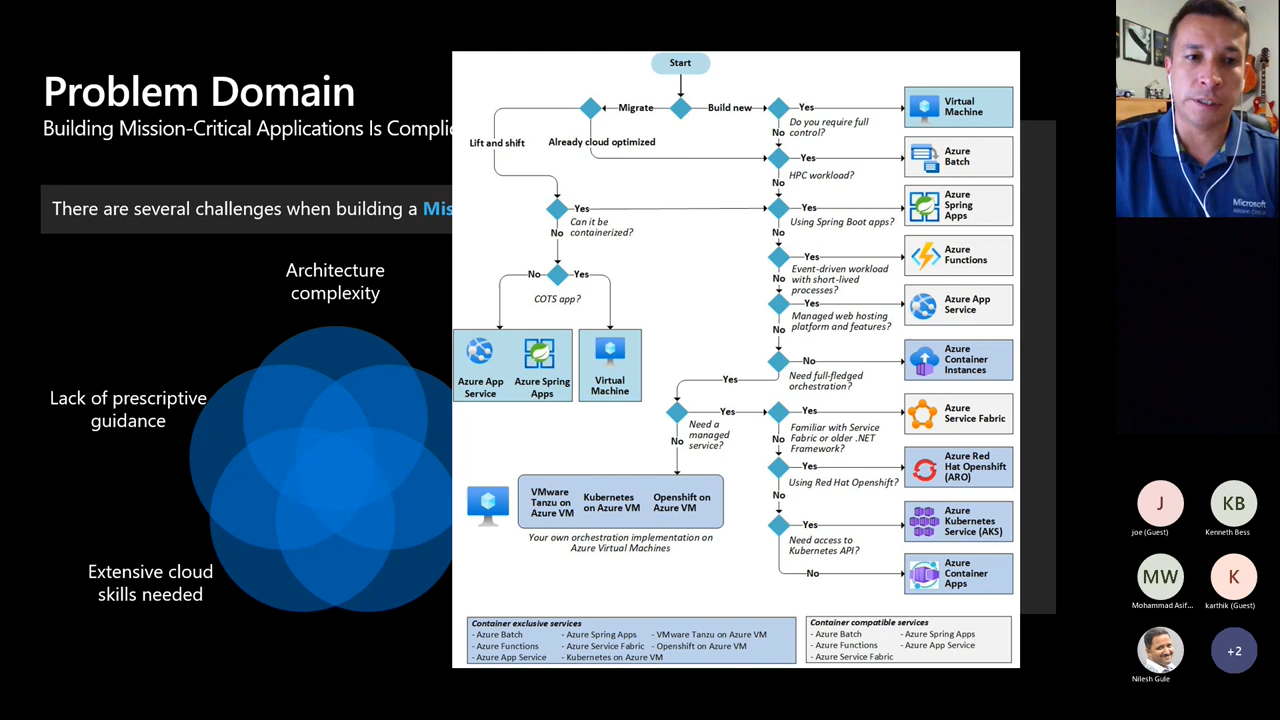 Problem Domain
Building Mission-Critical Applications Is Complic
There are several challenges when building a Mis
Architecture
complexity
Lack of prescriptive
guidance
Extensive cloud
skills needed
Start
Migrate
Build new
Yes
Virtual
Machine
Do you require full
control?
No
Lift and shift
Already cloud optimized
Yes
Azure
Batch
HPC workload?
No
Yes
Can it be
containerized?
No
Yes
Azure
Spring
Apps
Using Spring Boot apps?
No
Yes
Azure
Functions
Event-driven workload
with short-lived
processes?
No
No
Yes
COTS app?
Yes
Azure App
Service
Managed web hosting
platform and features?
No
Azure App
Service
Azure Spring
Apps
Virtual
Machine
No
Azure
Container
Instances
Need full-fledged
orchestration?
Yes
Yes
Need a
managed
service?
No
Yes
Azure
Service Fabric
Familiar with Service
Fabric or older .NET
Framework?
No
Yes
Azure Red
Hat Openshift
(ARO)
Using Red Hat Openshift?
No
VMware
Tanzu on
Azure VM
Kubernetes
on Azure VM
Openshift on
Azure VM
Your own orchestration implementation on
Azure Virtual Machines
Yes
Azure
Kubernetes
Service (AKS)
Need access to
Kubernetes API?
No
Azure
Container
Apps
Container exclusive services
- Azure Batch
- Azure Functions
- Azure App Service
- Azure Spring Apps
- Azure Service Fabric
- Kubernetes on Azure VM
- VMware Tanzu on Azure VM
- Openshift on Azure VM
Container compatible services
- Azure Batch
- Azure Functions
- Azure Service Fabric
- Azure Spring Apps
- Azure App Service
Microsoft
J
joe (Guest)
KB
Kenneth Bess
MW
Mohammad Asif...
K
karthik (Guest)
Nilesh Gule
+2